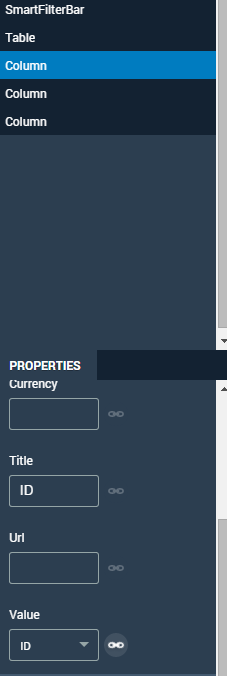 SmartFilterBar
Table
Column
Column
Column
PROPERTIES
Currency
Title
ID
Url
Value
ID